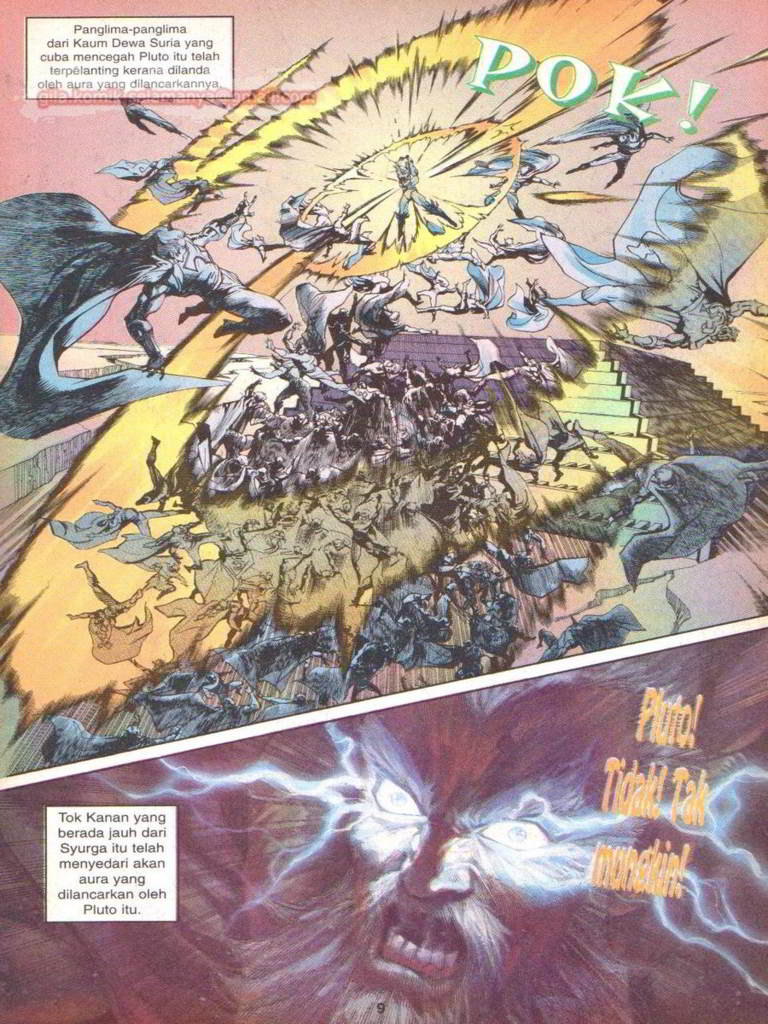 Panglima-panglima
dari Kaum Dewa Suria yang
cuba mencegah Pluto itu telah
terpelanting kerana dilanda
oleh aura yang dilancarkannya.
POK!
Pluto!
Tidak! Tak
mungkin!
Tok Kanan yang
berada jauh dari
Syurga itu telah
menyedari akan
aura yang
dilancarkan oleh
Pluto itu.
9